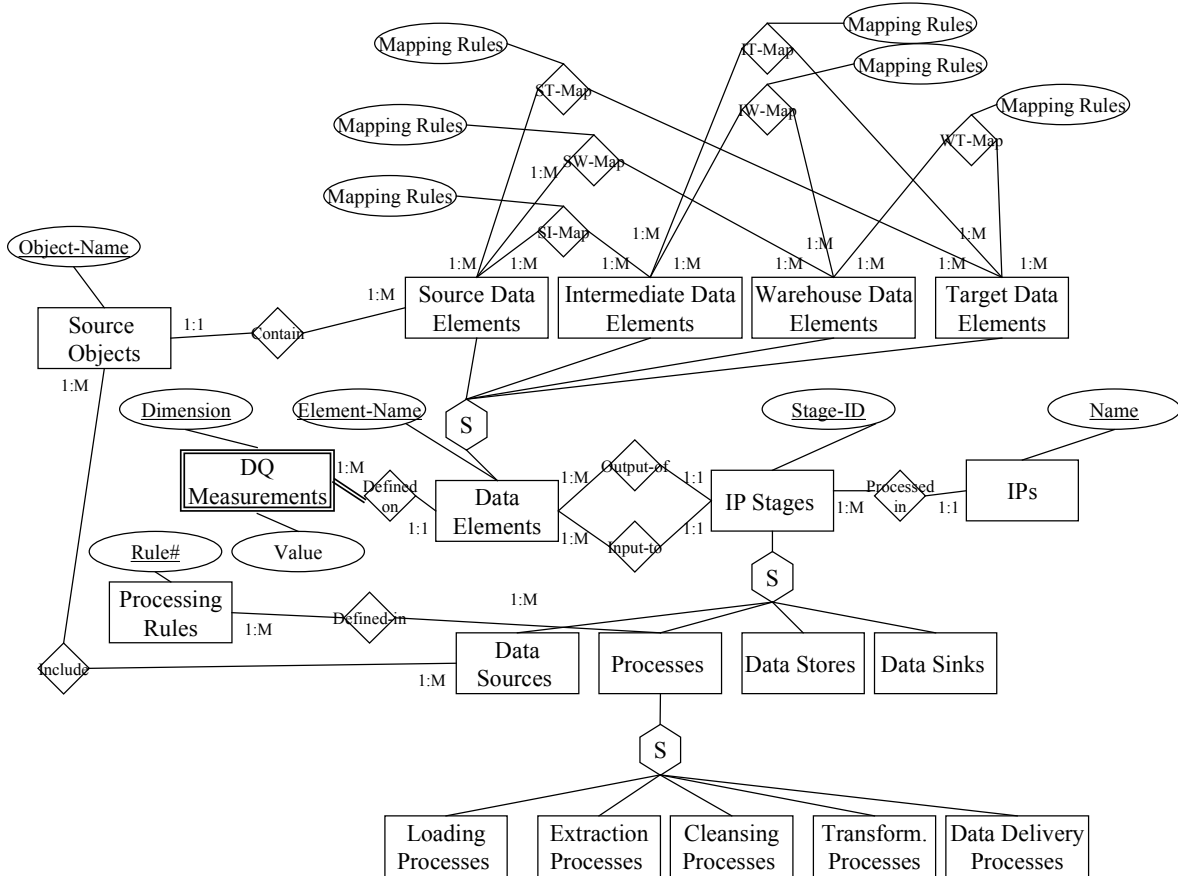 Mapping Rules
IT-Map
Mapping Rules
Mapping Rules
ST-Map
IW-Map
Mapping Rules
Mapping Rules
SW-Map
WT-Map
1:M
Mapping Rules
SI-Map
Object-Name
1:M
1:M
1:M
1:M
1:M
1:M
1:M
1:M
1:M
1:M
1:M
Source Data
Elements
Intermediate Data
Elements
Warehouse Data
Elements
Target Data
Elements
1:M
Source
Objects
1:1
Contain
1:M
Dimension
Element-Name
S
Stage-ID
Name
DQ
Measurements
1:M
Defined
on
1:1
Data
Elements
1:M
Output-of
1:1
1:M
Input-to
1:1
IP Stages
1:M
Processed
in
1:1
IPs
Rule#
Value
S
Processing
Rules
1:M
Defined-in
1:M
Include
1:M
Data
Sources
Processes
Data Stores
Data Sinks
S
Loading
Processes
Extraction
Processes
Cleansing
Processes
Transform.
Processes
Data Delivery
Processes